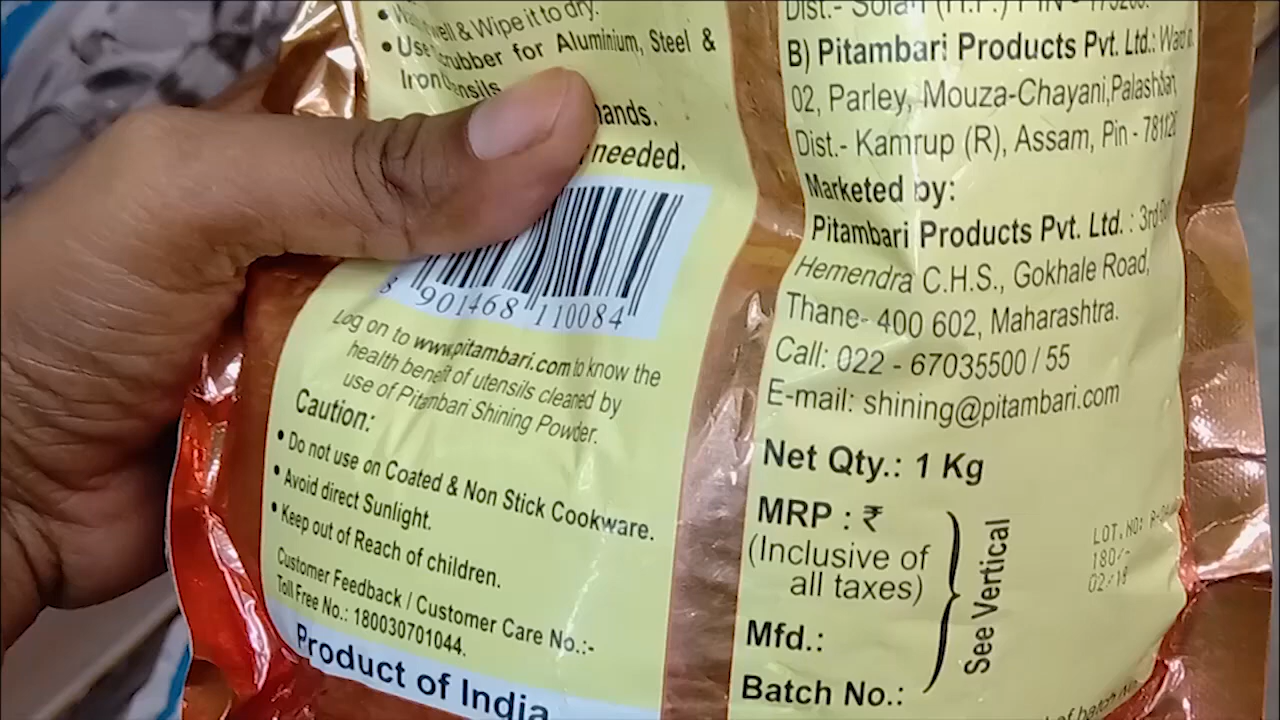 well & Wipe it to dry.
• Use scrubber for Aluminium, Steel &
Iron Utensils
hands.
needed.
8 901468 110084
Log on to www.pitambari.com to know the
health benefit of utensils cleaned by
use of Pitambari Shining Powder.
Caution:
• Do not use on Coated & Non Stick Cookware.
• Avoid direct Sunlight.
• Keep out of Reach of children.
Customer Feedback / Customer Care No.:-
Toll Free No.: 180030701044.
Product of India
Dist.- Solan (H.P.) PIN - 173205.
B) Pitambari Products Pvt. Ltd.:
02, Parley, Mouza-Chayani, Palashbari,
Dist.- Kamrup (R), Assam, Pin -
Marketed by:
Pitambari Products Pvt. Ltd. : 3rd
Hemendra C.H.S., Gokhale Road,
Thane- 400 602, Maharashtra.
Call: 022 - 67035500 / 55
E-mail: shining@pitambari.com
Net Qty.: 1 Kg
MRP : ₹
(Inclusive of
all taxes)
Mfd.:
Batch No.:
See Vertical
LOT. NO:
180/-
02/18
of batch